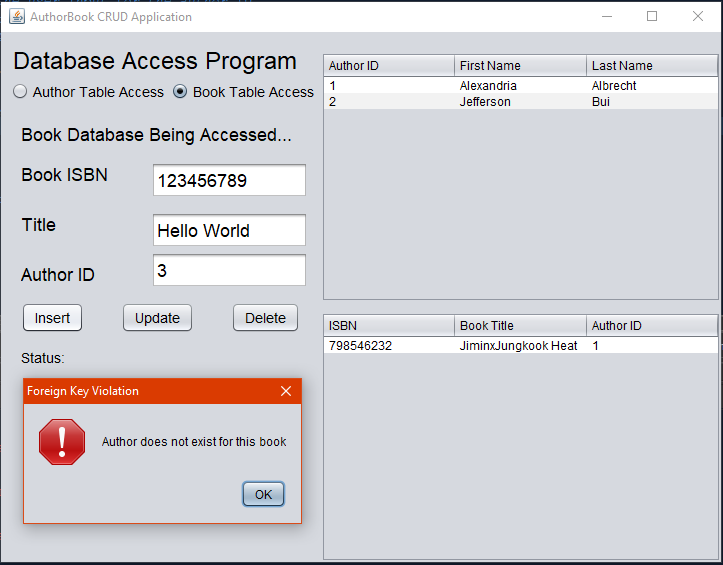 AuthorBook CRUD Application
Database Access Program
Author Table Access Book Table Access
Book Database Being Accessed...
Book ISBN 123456789
Title Hello World
Author ID 3
Insert Update Delete
Status:
Foreign Key Violation
Author does not exist for this book
OK
Author ID First Name Last Name
1 Alexandria Albrecht
2 Jefferson Bui
ISBN Book Title Author ID
798546232 JiminxJungkook Heat 1